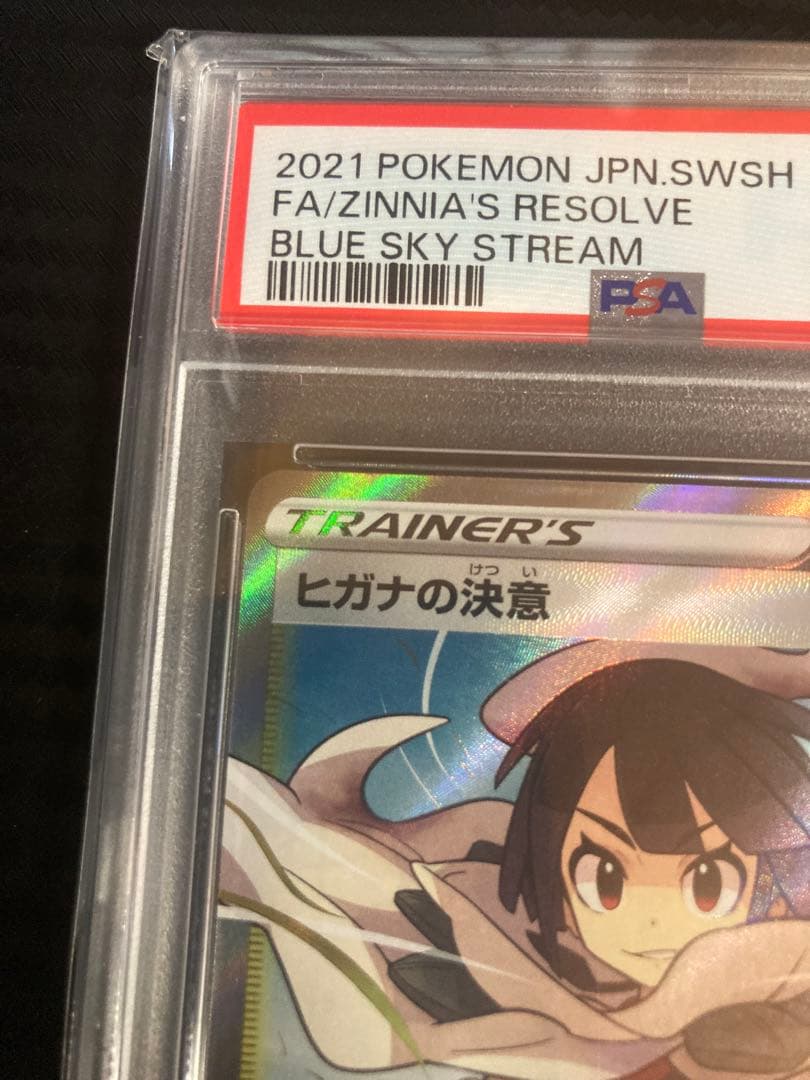 2021 POKEMON JPN.SWSH
FA/ZINNIA'S RESOLVE
BLUE SKY STREAM
PSA
TRAINER'S
けつ い
ヒガナの決意